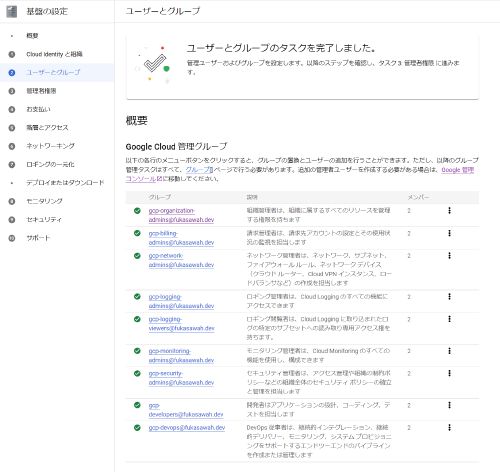 基盤の設定
概要
1 Cloud Identity と組織
2 ユーザーとグループ
3 管理者権限
4 お支払い
5 階層とアクセス
6 ネットワーキング
7 ロギングの一元化
デプロイまたはダウンロード
8 モニタリング
9 セキュリティ
10 サポート
ユーザーとグループ
ユーザーとグループのタスクを完了しました。
管理ユーザーおよびグループを設定します。以降のステップを確認し、タスク 3 管理者権限 に進みます。
概要
Google Cloud 管理グループ
以下の各行のメニューボタンをクリックすると、グループの置換とユーザーの追加を行うことができます。ただし、以降のグループ
管理タスクはすべて、グループページで行う必要があります。追加の管理者ユーザーを作成する必要がある場合は、Google 管理
コンソールに移動してください。
グループ 説明 メンバー
gcp-organization-
admins@fukasawah.dev
組織管理者は、組織に属するすべてのリソースを管理
する権限を持ちます
2
gcp-billing-
admins@fukasawah.dev
請求管理者は、請求先アカウントの設定とその使用状
況の監視を担当します
2
gcp-network-
admins@fukasawah.dev
ネットワーク管理者は、ネットワーク、サブネット、
ファイアウォール ルール、ネットワーク デバイス
（クラウド ルーター、Cloud VPN インスタンス、ロー
ドバランサなど）の作成を担当します
2
gcp-logging-
admins@fukasawah.dev
ロギング管理者は、Cloud Logging のすべての機能に
アクセスできます
2
gcp-logging-
viewers@fukasawah.dev
ロギング閲覧者は、Cloud Logging に取り込まれたロ
グの特定のサブセットへの読み取り専用アクセス権を
持ちます。
2
gcp-monitoring-
admins@fukasawah.dev
モニタリング管理者は、Cloud Monitoring のすべての
機能を使用し、構成できます
2
gcp-security-
admins@fukasawah.dev
セキュリティ管理者は、アクセス管理や組織の制約ポ
リシーなどの組織全体のセキュリティ ポリシーの確立
と管理を担当します
2
gcp-
developers@fukasawah.dev
開発者はアプリケーションの設計、コーディング、テ
ストを担当します
2
gcp-devops@fukasawah.dev
DevOps 従事者は、継続的インテグレーション、継続
的デリバリー、モニタリング、システム プロビジョニ
ングをサポートするエンドツーエンドのパイプライン
を作成または管理します
2